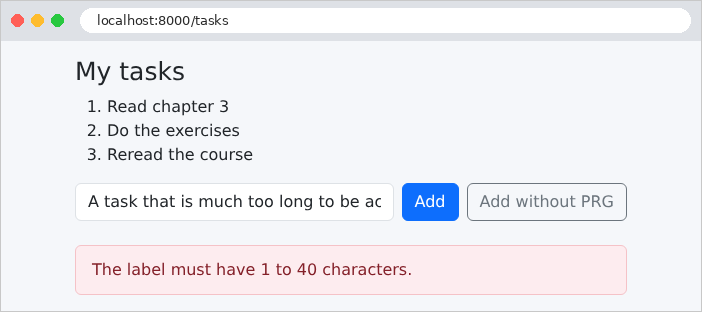 localhost:8000/tasks
My tasks
1. Read chapter 3
2. Do the exercises
3. Reread the course
A task that is much too long to be ac
Add
Add without PRG
The label must have 1 to 40 characters.